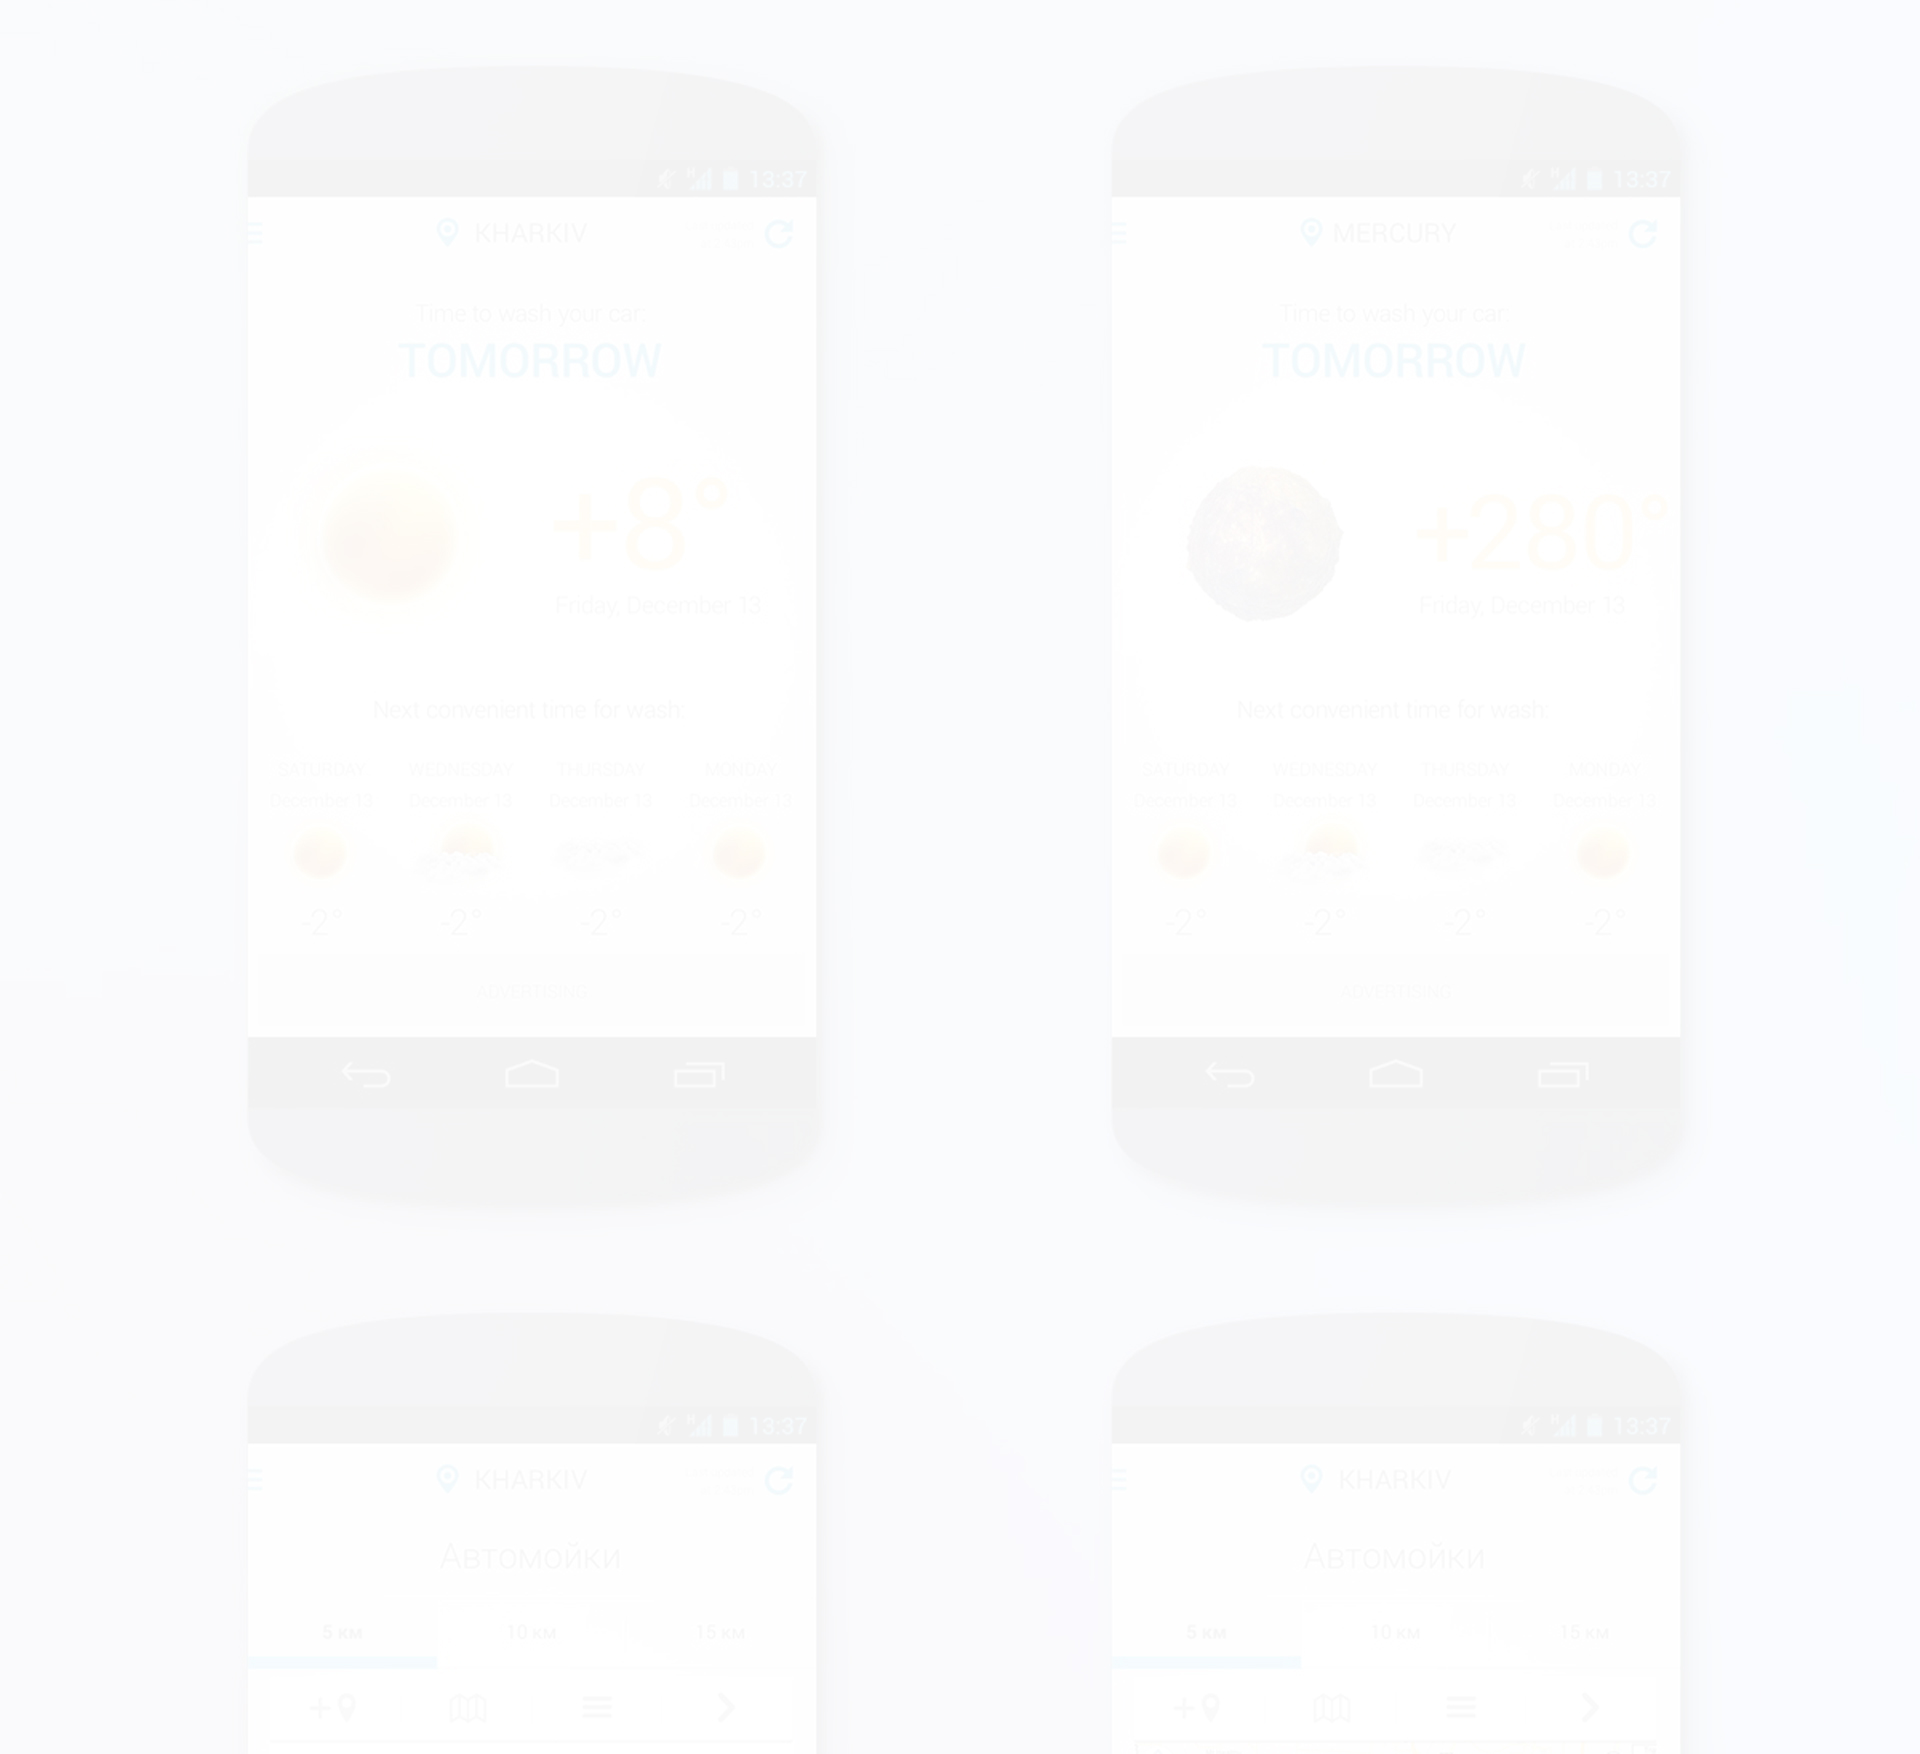 13:37
KHARKIV
Time to wash your car:
TOMORROW
+8°
Friday, December 13
Next convenient time for wash:
SATURDAY WEDNESDAY THURSDAY MONDAY
December 13 December 13 December 13 December 13
-2° -2° -2° -2°
ADVERTISING
13:37
MERCURY
Time to wash your car
TOMORROW
+280°
Friday, December 13
Next convenient time for wash:
SATURDAY WEDNESDAY THURSDAY MONDAY
December 13 December 13 December 13 December 13
-2° -2° -2° -2°
ADVERTISING
13:37
KHARKIV
Автомойки
5 км 10 км 15 км
13:37
KHARKIV
Автомойки
5 км 10 км 15 км